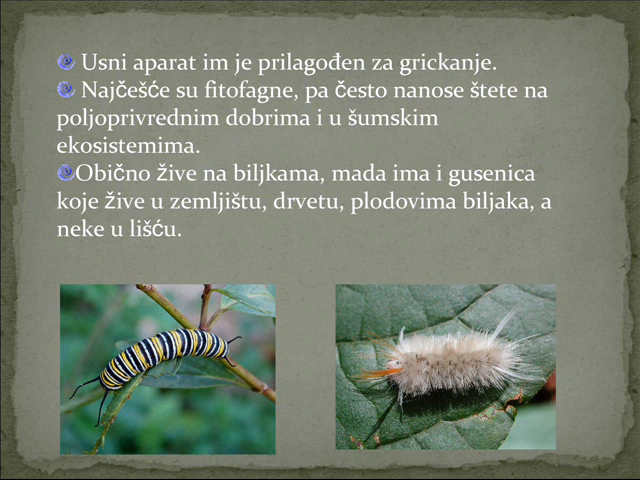 Usni aparat im je prilagođen za grickanje.
Najčešće su fitofagne, pa često nanose štete na
poljoprivrednim dobrima i u šumskim
ekosistemima.
Obično žive na biljkama, mada ima i gusenica
koje žive u zemljištu, drvetu, plodovima biljaka, a
neke u lišću.